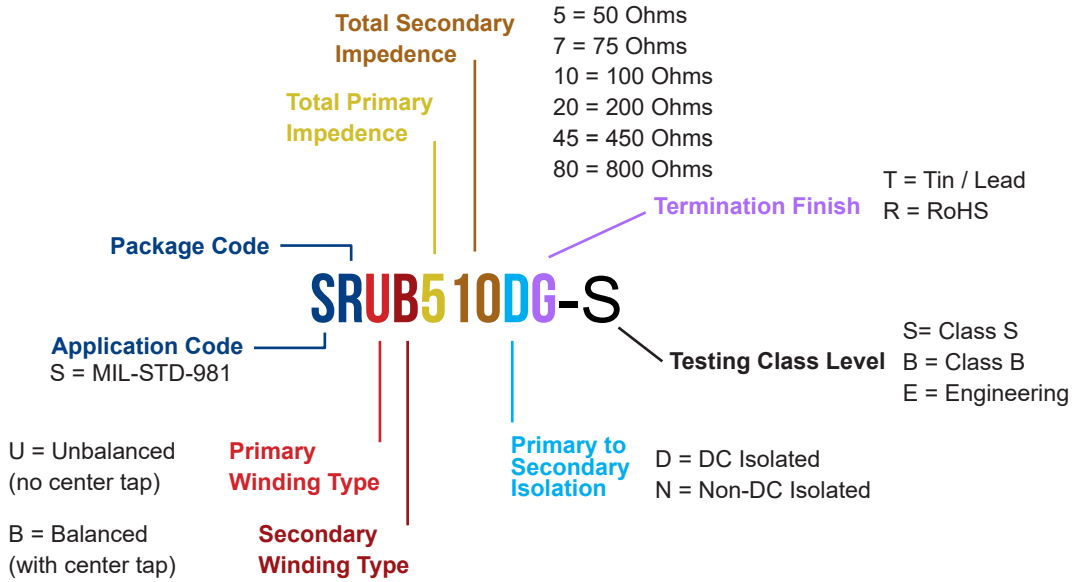 Total Secondary
Impedence
5 = 50 Ohms
7 = 75 Ohms
10 = 100 Ohms
20 = 200 Ohms
45 = 450 Ohms
80 = 800 Ohms
Total Primary
Impedence
Termination Finish
T = Tin / Lead
R = RoHS
Package Code
SRUB510DG-S
Application Code
S = MIL-STD-981
Testing Class Level
S= Class S
B = Class B
E = Engineering
U = Unbalanced
(no center tap)
Primary
Winding Type
Primary to
Secondary
Isolation
D = DC Isolated
N = Non-DC Isolated
B = Balanced
(with center tap)
Secondary
Winding Type